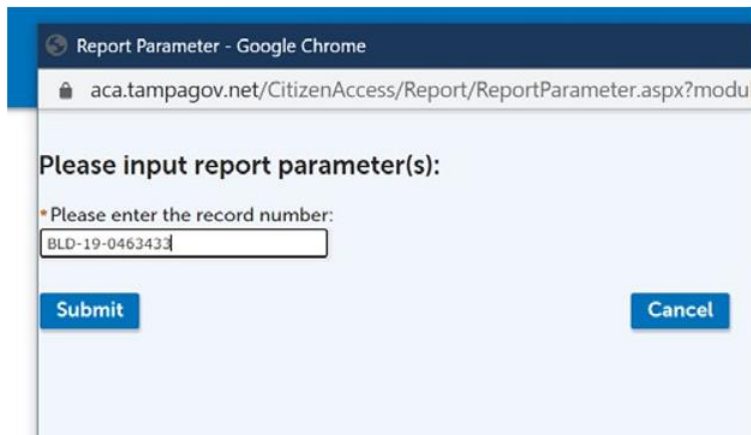 Report Parameter - Google Chrome
aca.tampagov.net/CitizenAccess/Report/ReportParameter.aspx?modu
Please input report parameter(s):
*Please enter the record number:
BLD-19-0463433
Submit Cancel